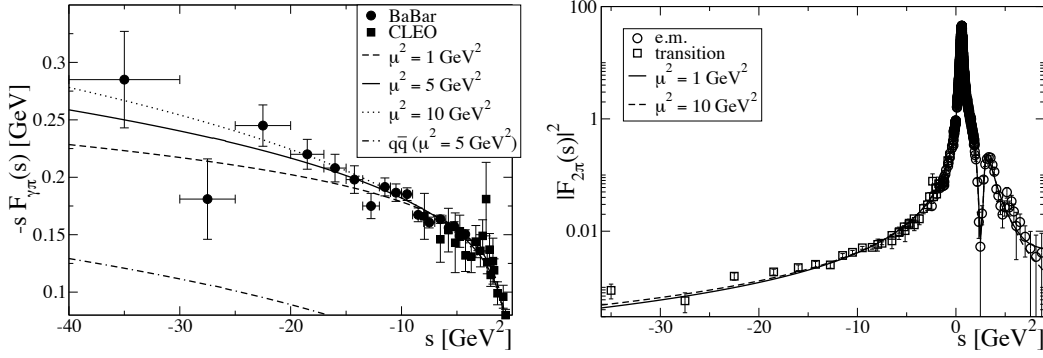 BaBar
CLEO
μ² = 1 GeV²
μ² = 5 GeV²
μ² = 10 GeV²
qq̅ (μ² = 5 GeV²)
-s F_γπ(s) [GeV]
0.3
0.25
0.2
0.15
0.1
-40 -30 -20 -10
s [GeV²]
e.m.
transition
μ² = 1 GeV²
μ² = 10 GeV²
|F_2π(s)|²
100
1
0.01
-30 -20 -10 0
s [GeV²]